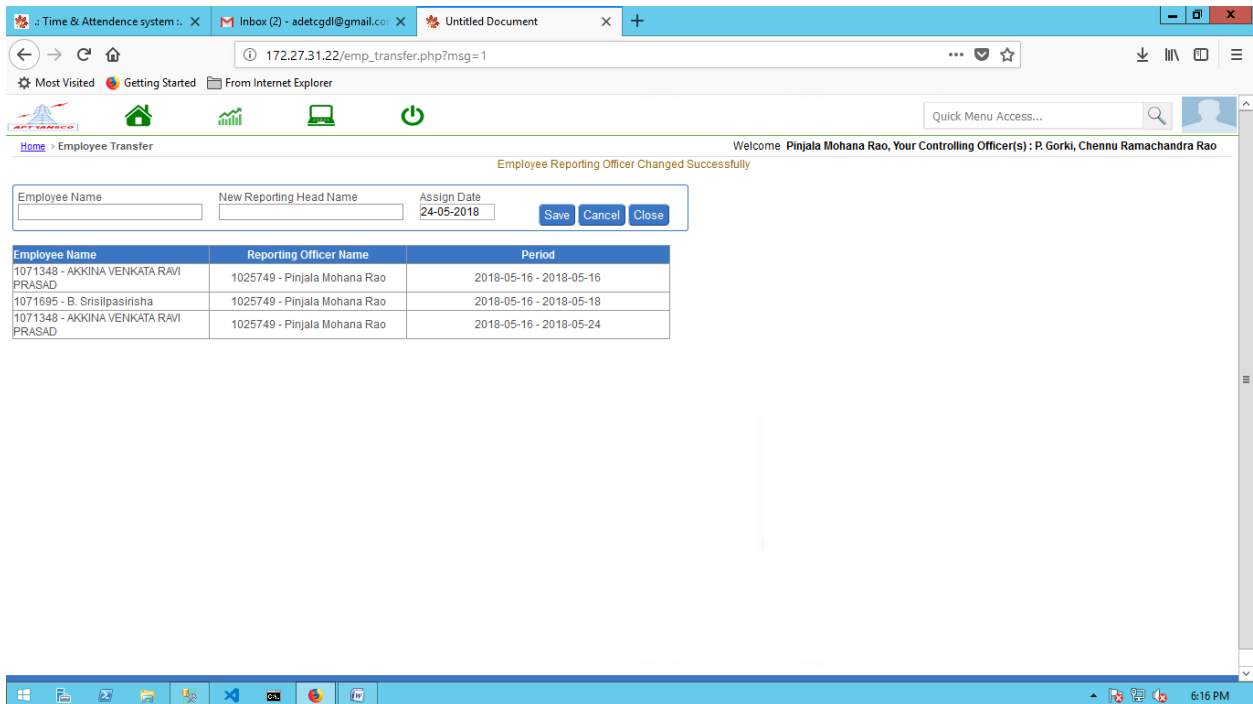 .: Time & Attendence system :.
Inbox (2) - adetcgdl@gmail.con
Untitled Document
172.27.31.22/emp_transfer.php?msg=1
Most Visited Getting Started From Internet Explorer
APTRANSCO
Quick Menu Access...
Home › Employee Transfer
Welcome Pinjala Mohana Rao, Your Controlling Officer(s) : P. Gorki, Chennu Ramachandra Rao
Employee Reporting Officer Changed Successfully
Employee Name New Reporting Head Name Assign Date
24-05-2018 Save Cancel Close
Employee Name Reporting Officer Name Period
1071348 - AKKINA VENKATA RAVI
PRASAD 1025749 - Pinjala Mohana Rao 2018-05-16 - 2018-05-16
1071695 - B. Srisilpasirisha 1025749 - Pinjala Mohana Rao 2018-05-16 - 2018-05-18
1071348 - AKKINA VENKATA RAVI
PRASAD 1025749 - Pinjala Mohana Rao 2018-05-16 - 2018-05-24
6:16 PM